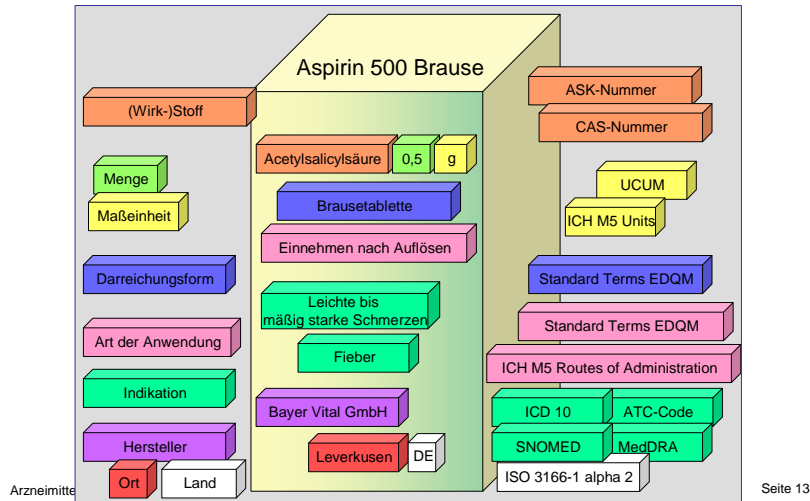 Aspirin 500 Brause
(Wirk-)Stoff
Menge
Maßeinheit
Darreichungsform
Art der Anwendung
Indikation
Hersteller
Ort
Land
Acetylsalicylsäure
0,5
g
Brausetablette
Einnehmen nach Auflösen
Leichte bis
mäßig starke Schmerzen
Fieber
Bayer Vital GmbH
Leverkusen
DE
ASK-Nummer
CAS-Nummer
UCUM
ICH M5 Units
Standard Terms EDQM
Standard Terms EDQM
ICH M5 Routes of Administration
ICD 10
ATC-Code
SNOMED
MedDRA
ISO 3166-1 alpha 2
Arzneimitte
Seite 13